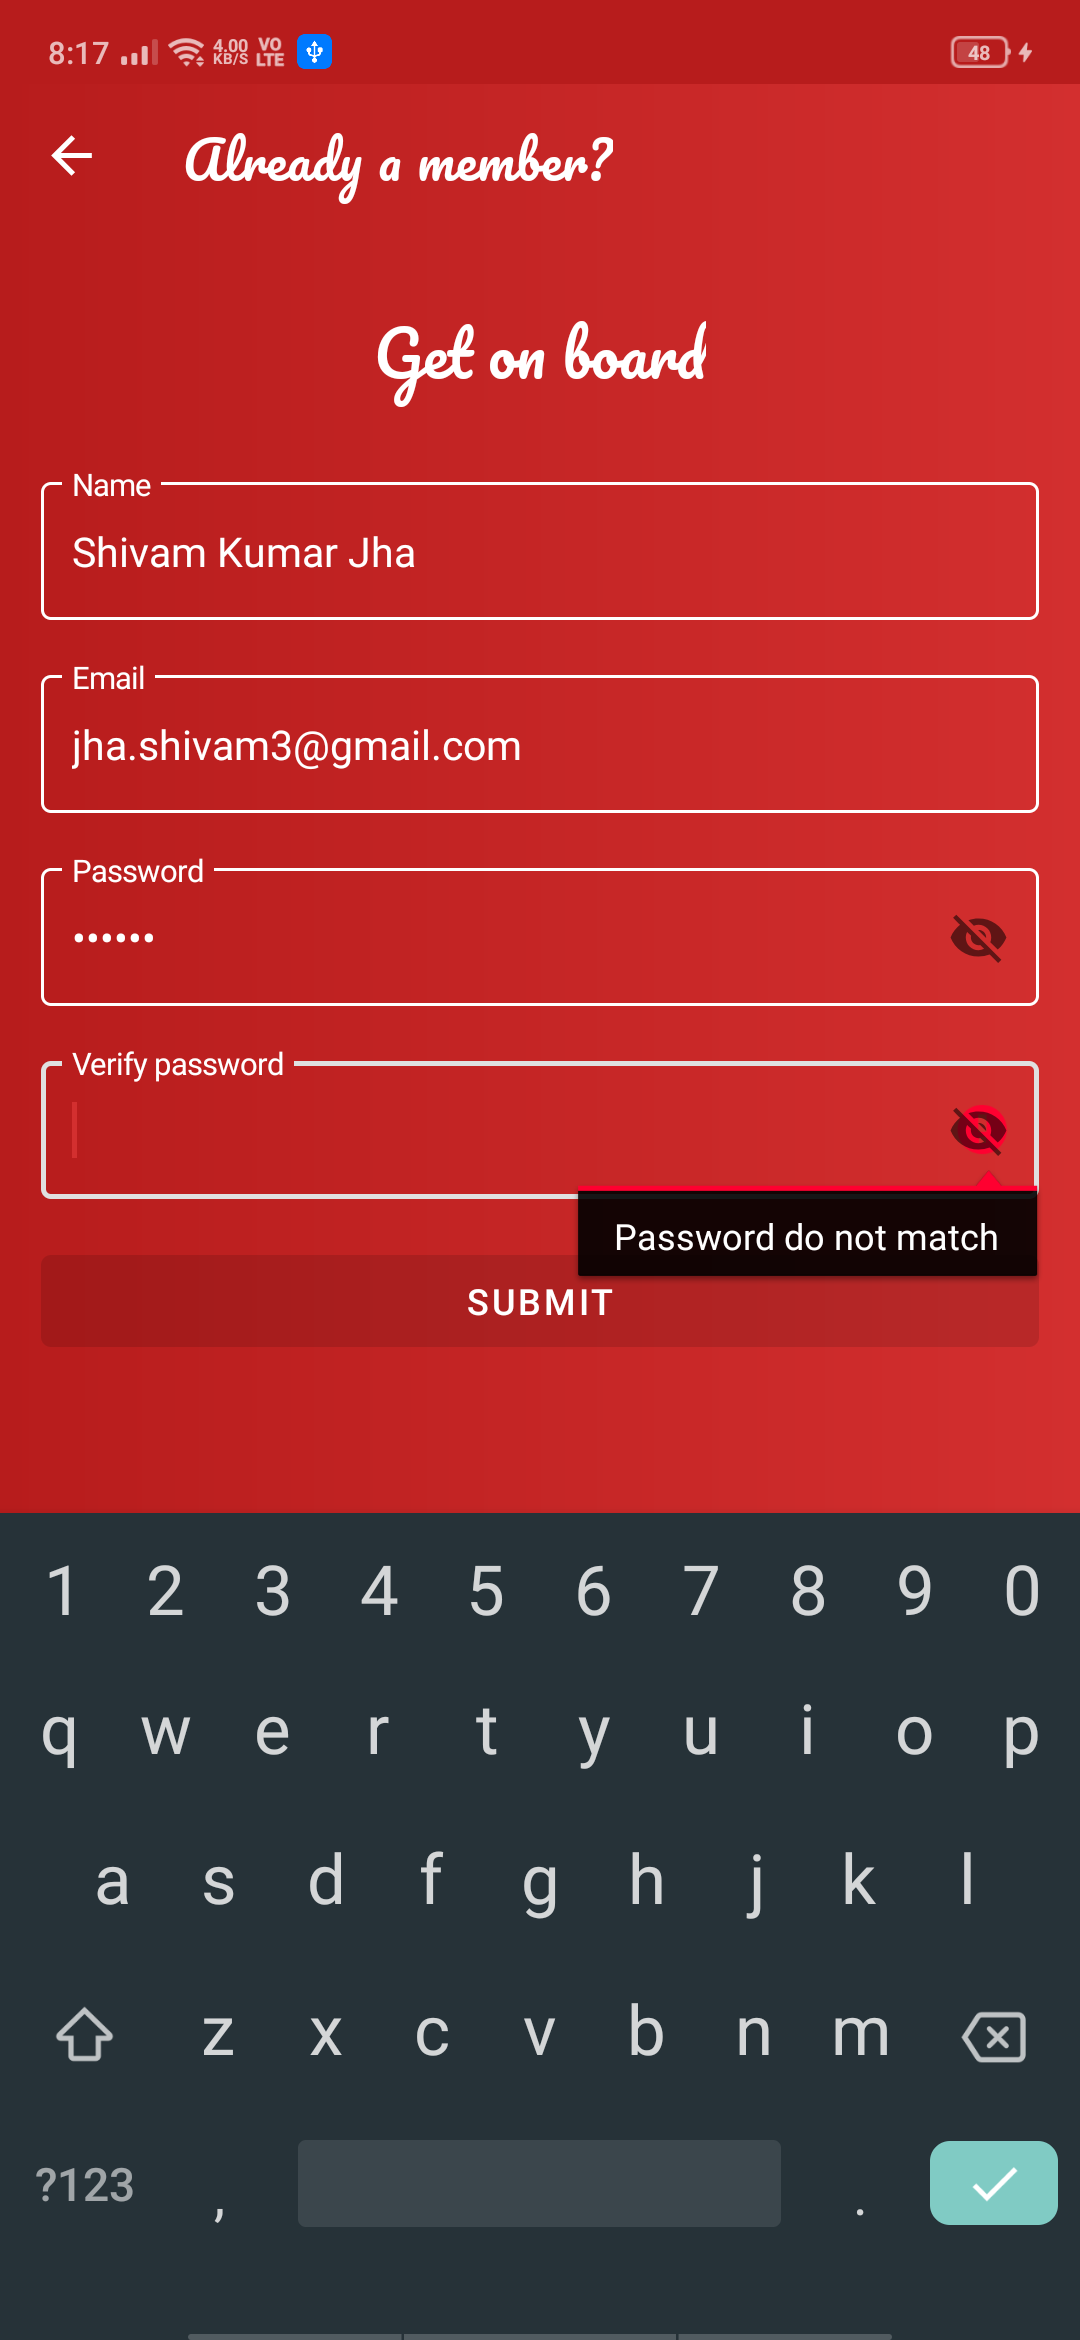 8:17 4.00 KB/S VO LTE 48
Already a member?
Get on board
Name
Shivam Kumar Jha
Email
jha.shivam3@gmail.com
Password
••••••
Verify password
Password do not match
SUBMIT
1 2 3 4 5 6 7 8 9 0
q w e r t y u i o p
a s d f g h j k l
z x c v b n m
?123 , .